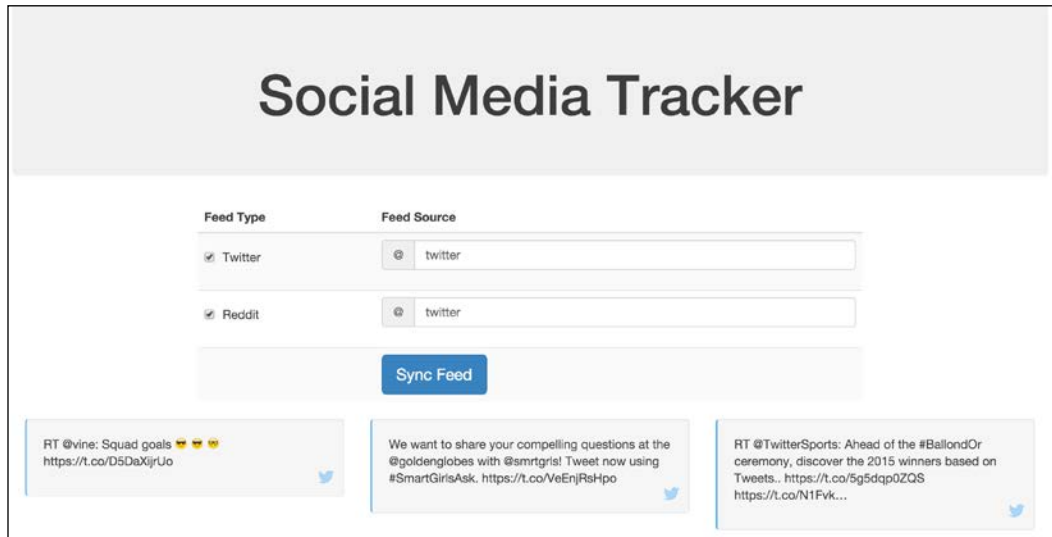 Social Media Tracker
Feed Type Feed Source
Twitter @ twitter
Reddit @ twitter
Sync Feed
RT @vine: Squad goals 😎 😎 😎
https://t.co/D5DaXijrUo
We want to share your compelling questions at the
@goldenglobes with @smrtgrls! Tweet now using
#SmartGirlsAsk. https://t.co/VeEnjRsHpo
RT @TwitterSports: Ahead of the #BallondOr
ceremony, discover the 2015 winners based on
Tweets.. https://t.co/5g5dqp0ZQS
https://t.co/N1Fvk…